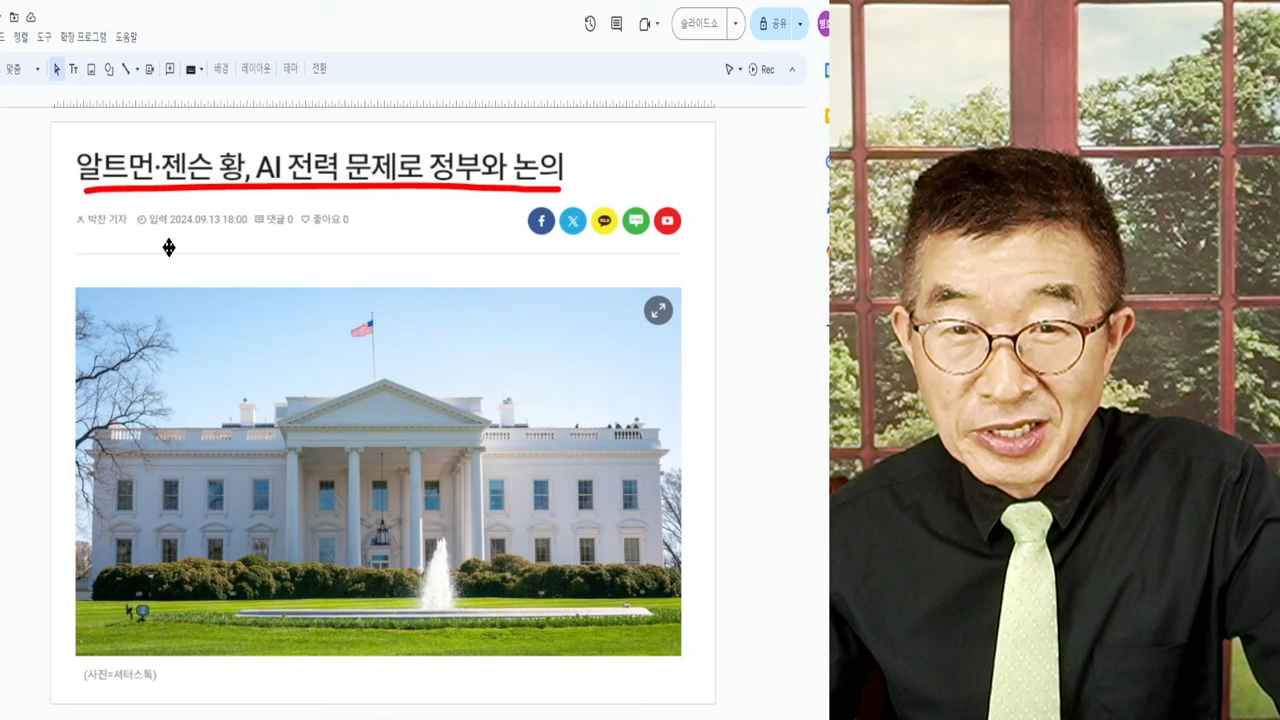 정렬 도구 확장 프로그램 도움말
슬라이드쇼
공유
맞춤
Tт
배경 레이아웃 테마 전환
Rec
알트먼·젠슨 황, AI 전력 문제로 정부와 논의
박찬 기자 입력 2024.09.13 18:00 댓글 0 좋아요 0
(사진=셔터스톡)